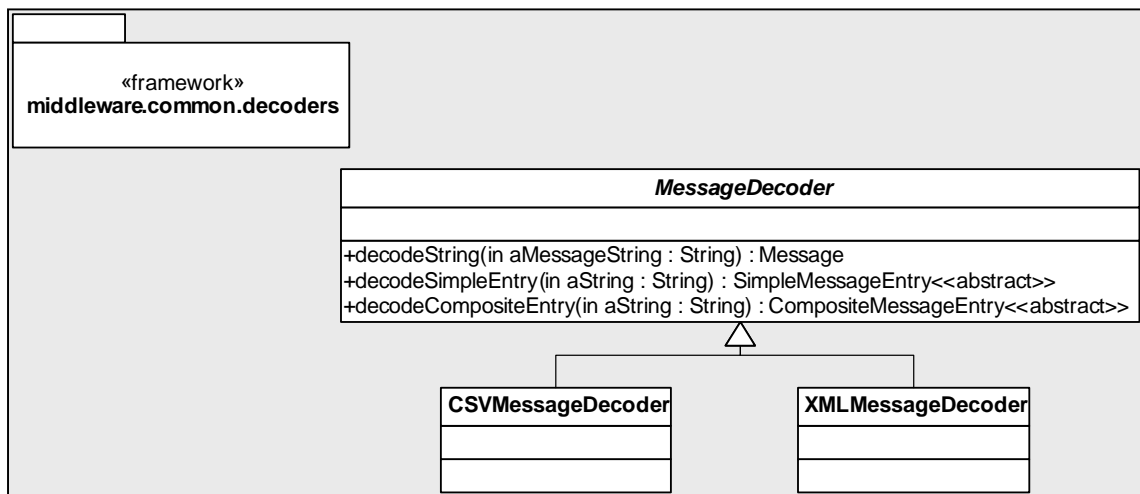 «framework»
middleware.common.decoders
MessageDecoder
+decodeString(in aMessageString : String) : Message
+decodeSimpleEntry(in aString : String) : SimpleMessageEntry<<abstract>>
+decodeCompositeEntry(in aString : String) : CompositeMessageEntry<<abstract>>
CSVMessageDecoder
XMLMessageDecoder